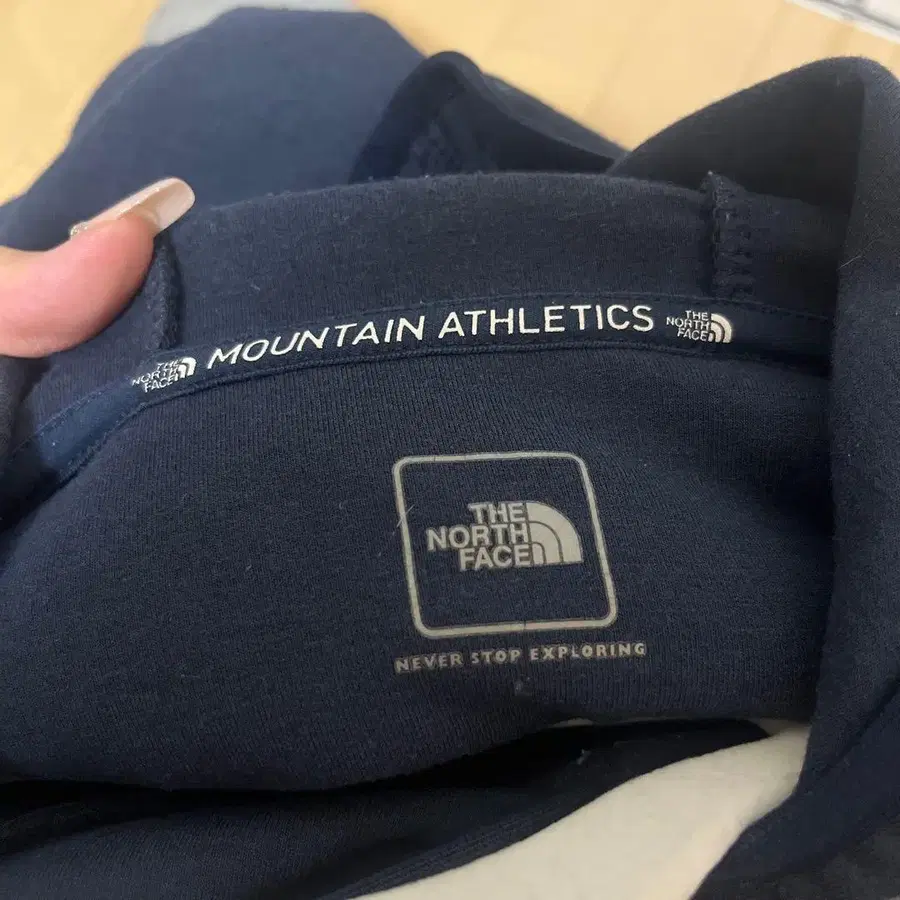 THE
NORTH
FACE
MOUNTAIN ATHLETICS
THE
NORTH
FACE
THE
NORTH
FACE
NEVER STOP EXPLORING